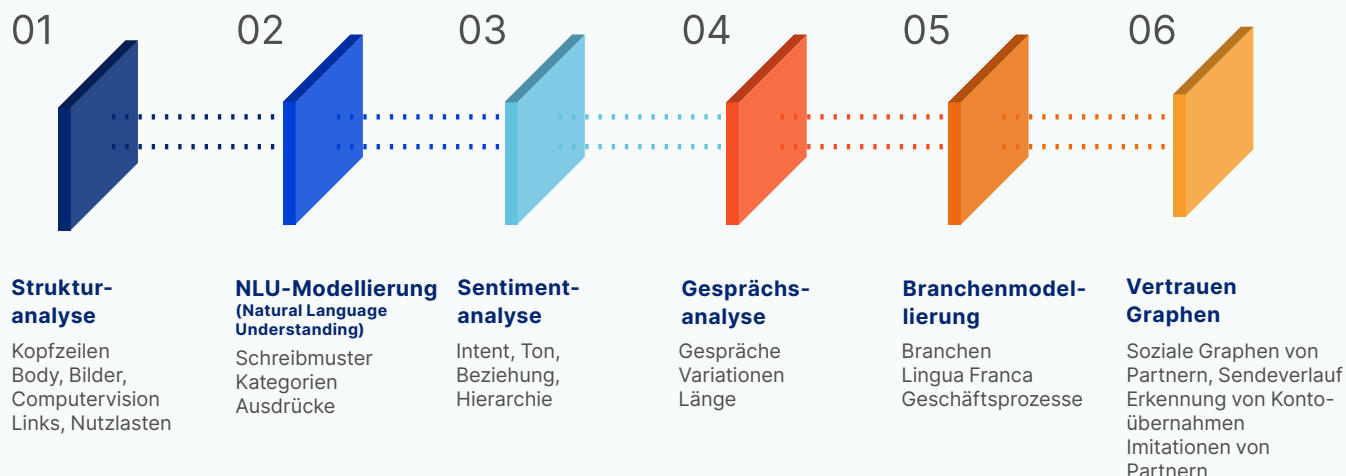 01
02
03
04
05
06
Struktur-
analyse
Kopfzeilen
Body, Bilder,
Computervision
Links, Nutzlasten
NLU-Modellierung
(Natural Language
Understanding)
Schreibmuster
Kategorien
Ausdrücke
Sentiment-
analyse
Intent, Ton,
Beziehung,
Hierarchie
Gesprächs-
analyse
Gespräche
Variationen
Länge
Branchenmodel-
lierung
Branchen
Lingua Franca
Geschäftsprozesse
Vertrauen
Graphen
Soziale Graphen von
Partnern, Sendeverlauf
Erkennung von Konto-
übernahmen
Imitationen von
Partnern